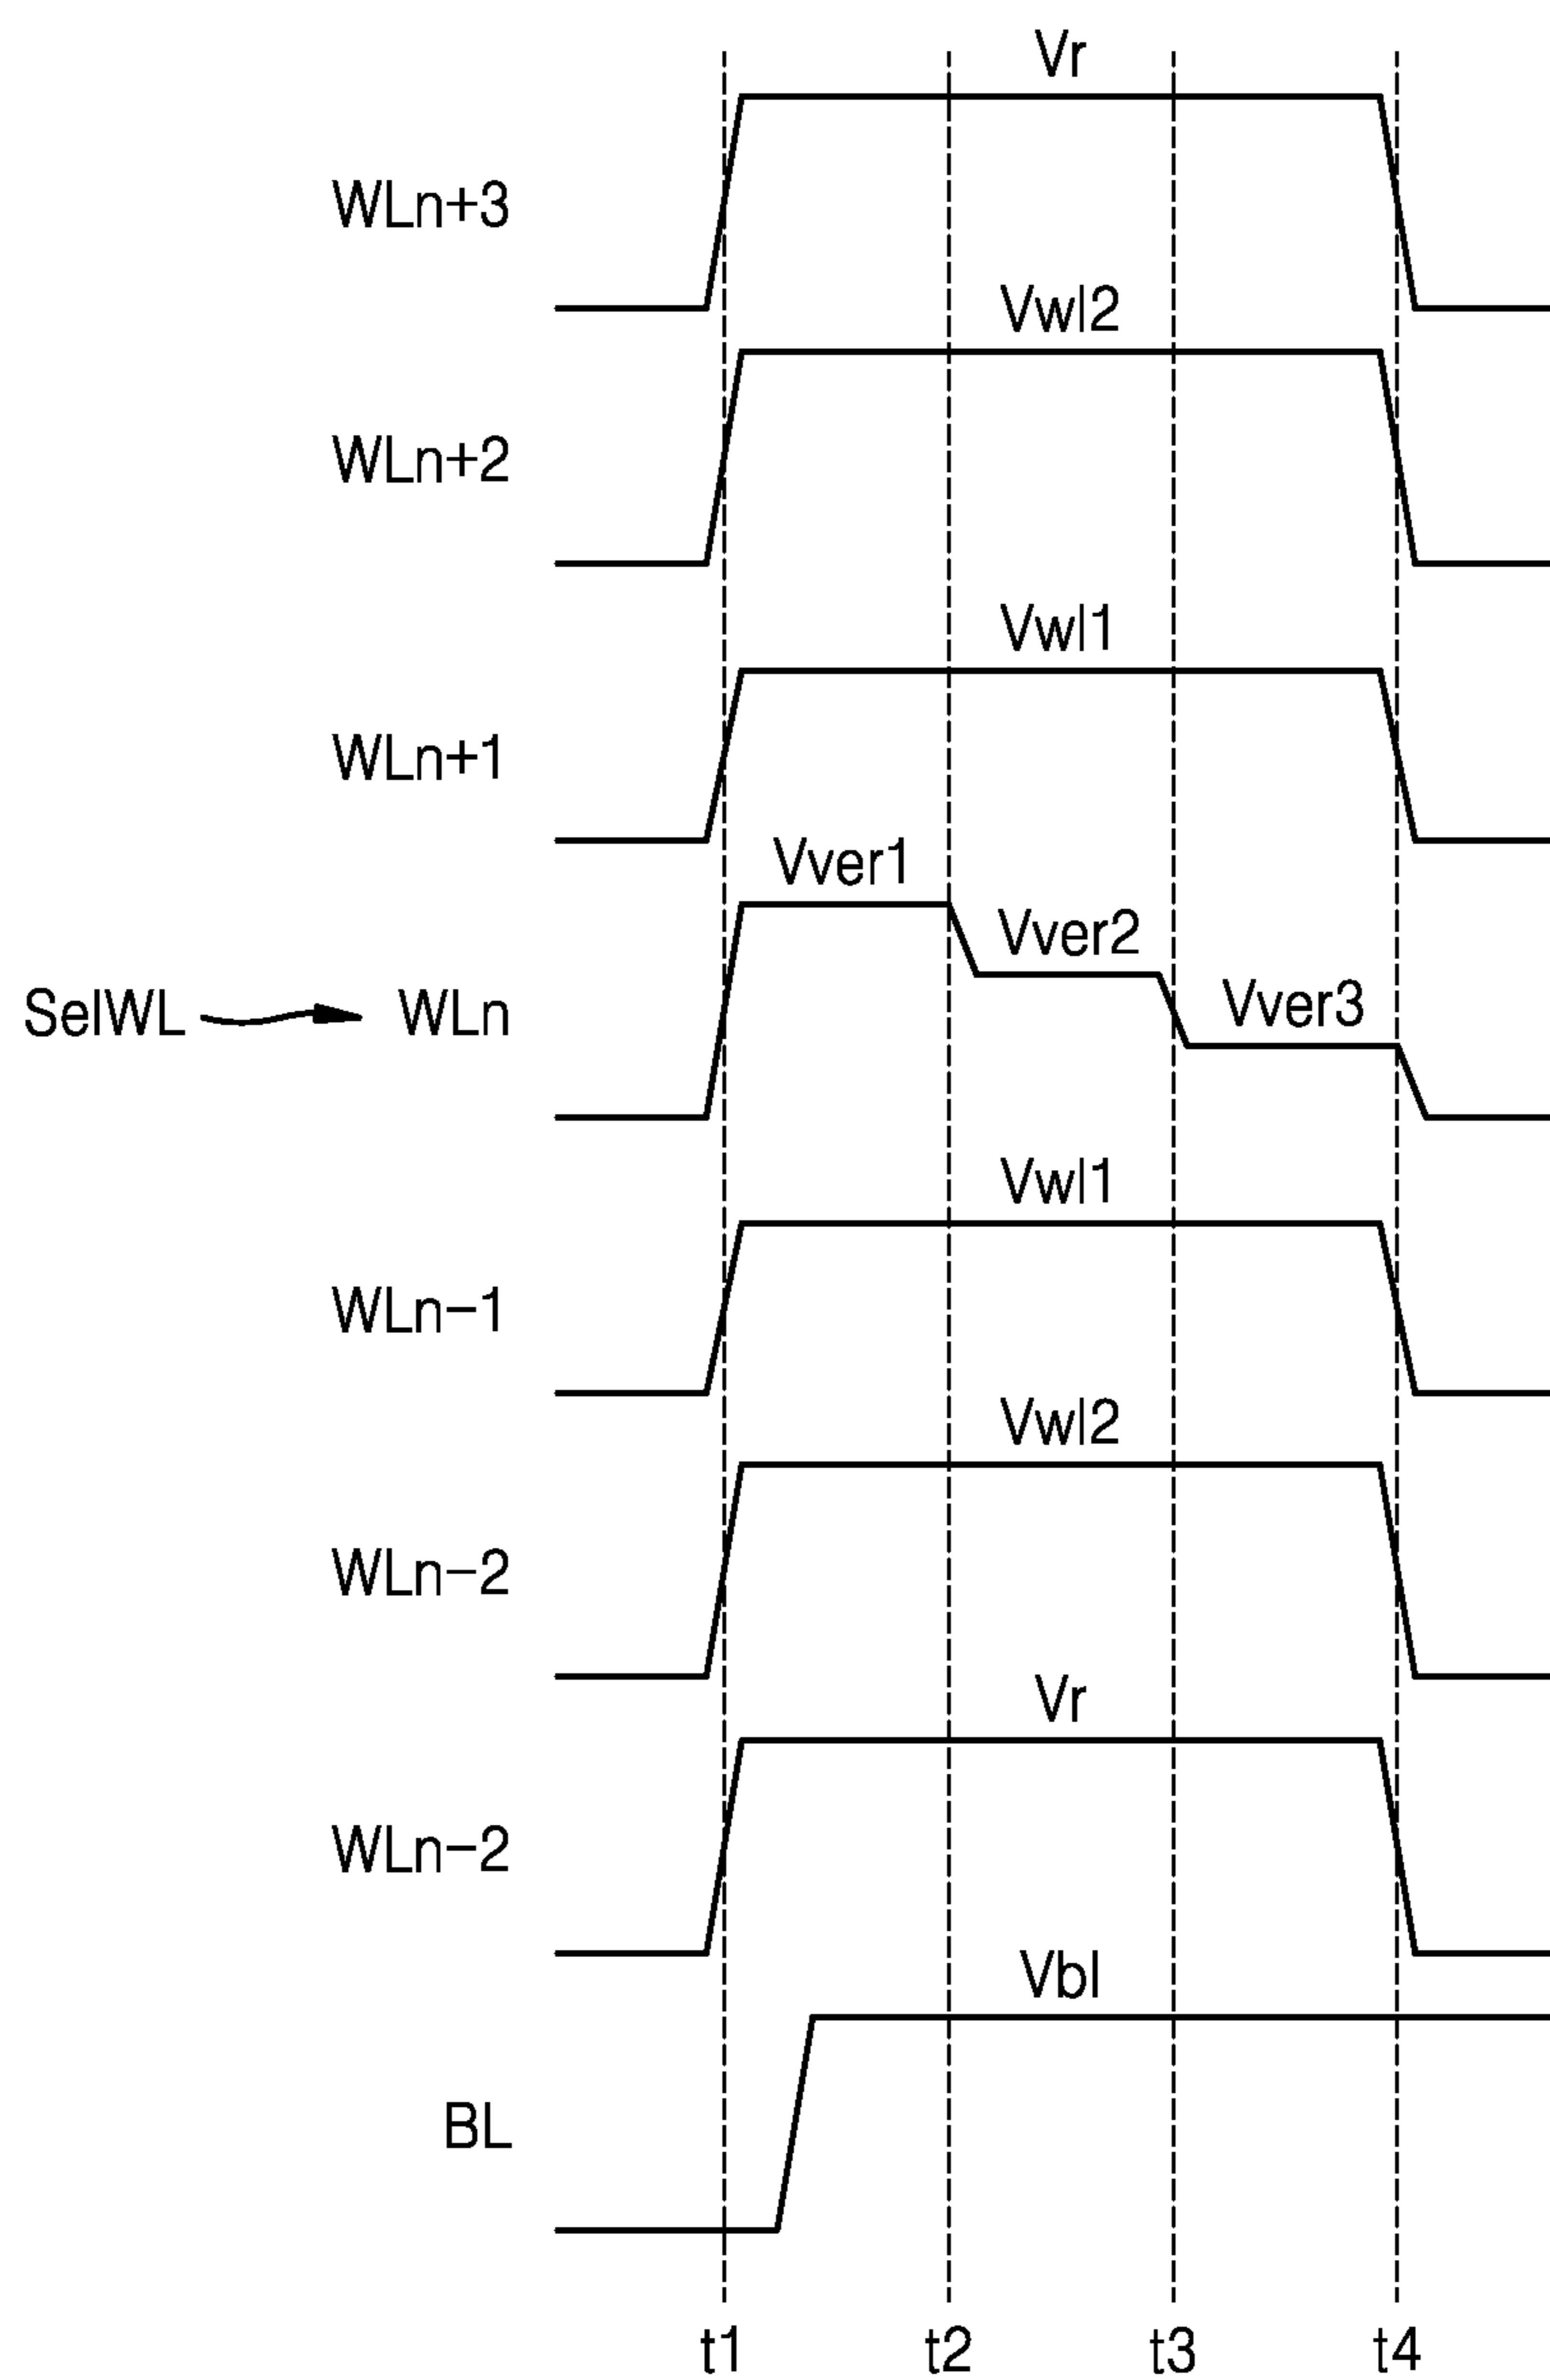 Vr
WLn+3
Vwl2
WLn+2
Vwl1
WLn+1
Vver1
Vver2
Vver3
SelWL WLn
Vwl1
WLn-1
Vwl2
WLn-2
Vr
WLn-2
Vbl
BL
t1 t2 t3 t4